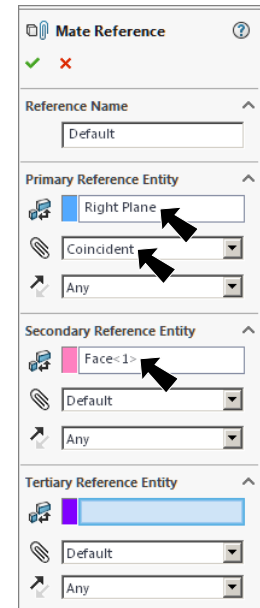 Mate Reference
Reference Name
Default
Primary Reference Entity
Right Plane
Coincident
Any
Secondary Reference Entity
Face<1>
Default
Any
Tertiary Reference Entity
Default
Any